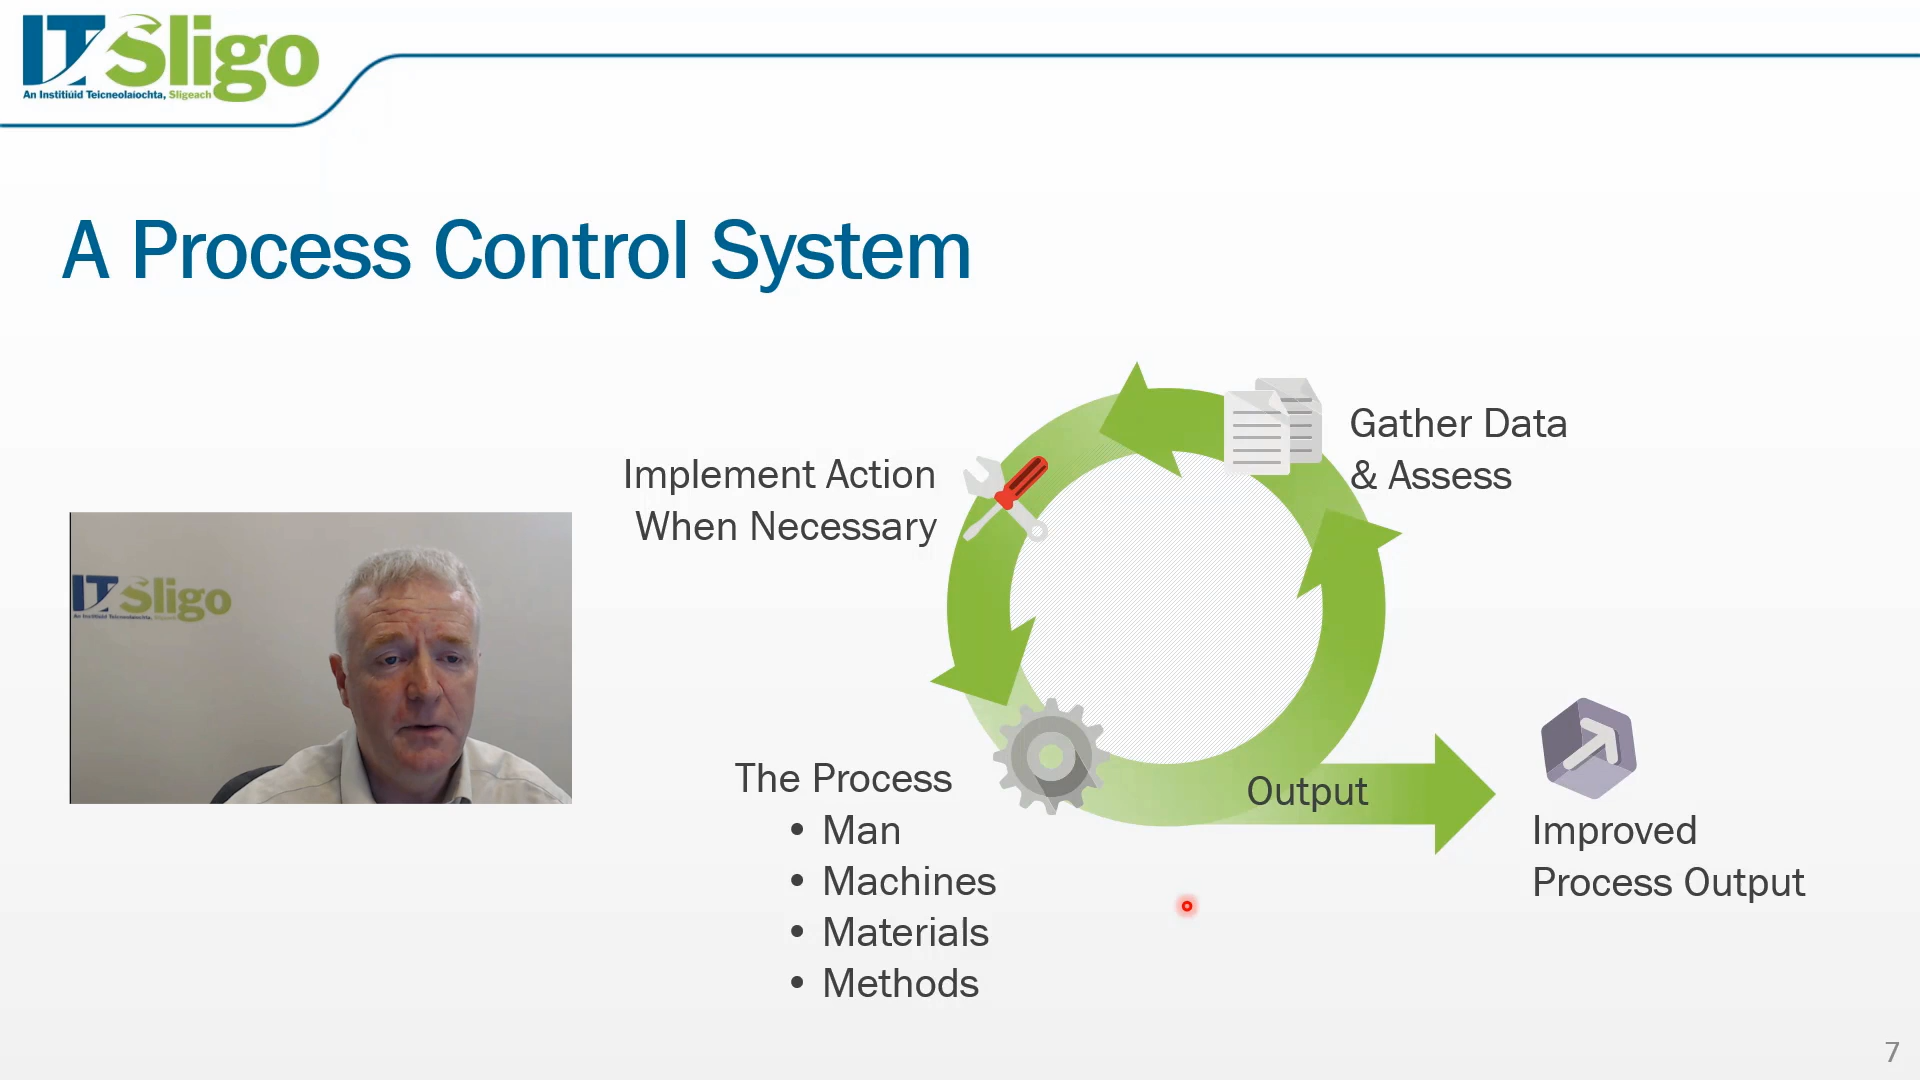 ITSligo
An Institiúid Teicneolaíochta, Sligeach
A Process Control System
Gather Data
& Assess
Implement Action
When Necessary
ITSligo
The Process
• Man
• Machines
• Materials
• Methods
Output
Improved
Process Output
7